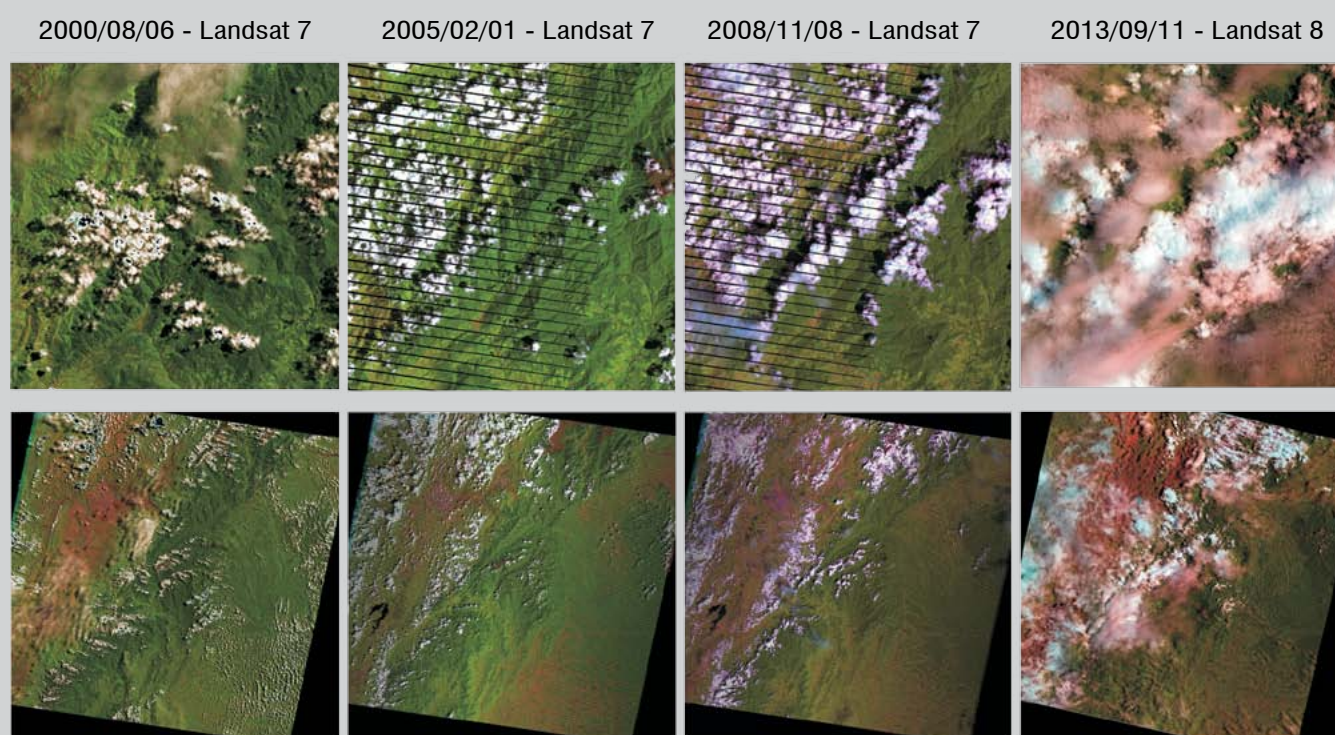 2000/08/06 - Landsat 7
2005/02/01 - Landsat 7
2008/11/08 - Landsat 7
2013/09/11 - Landsat 8